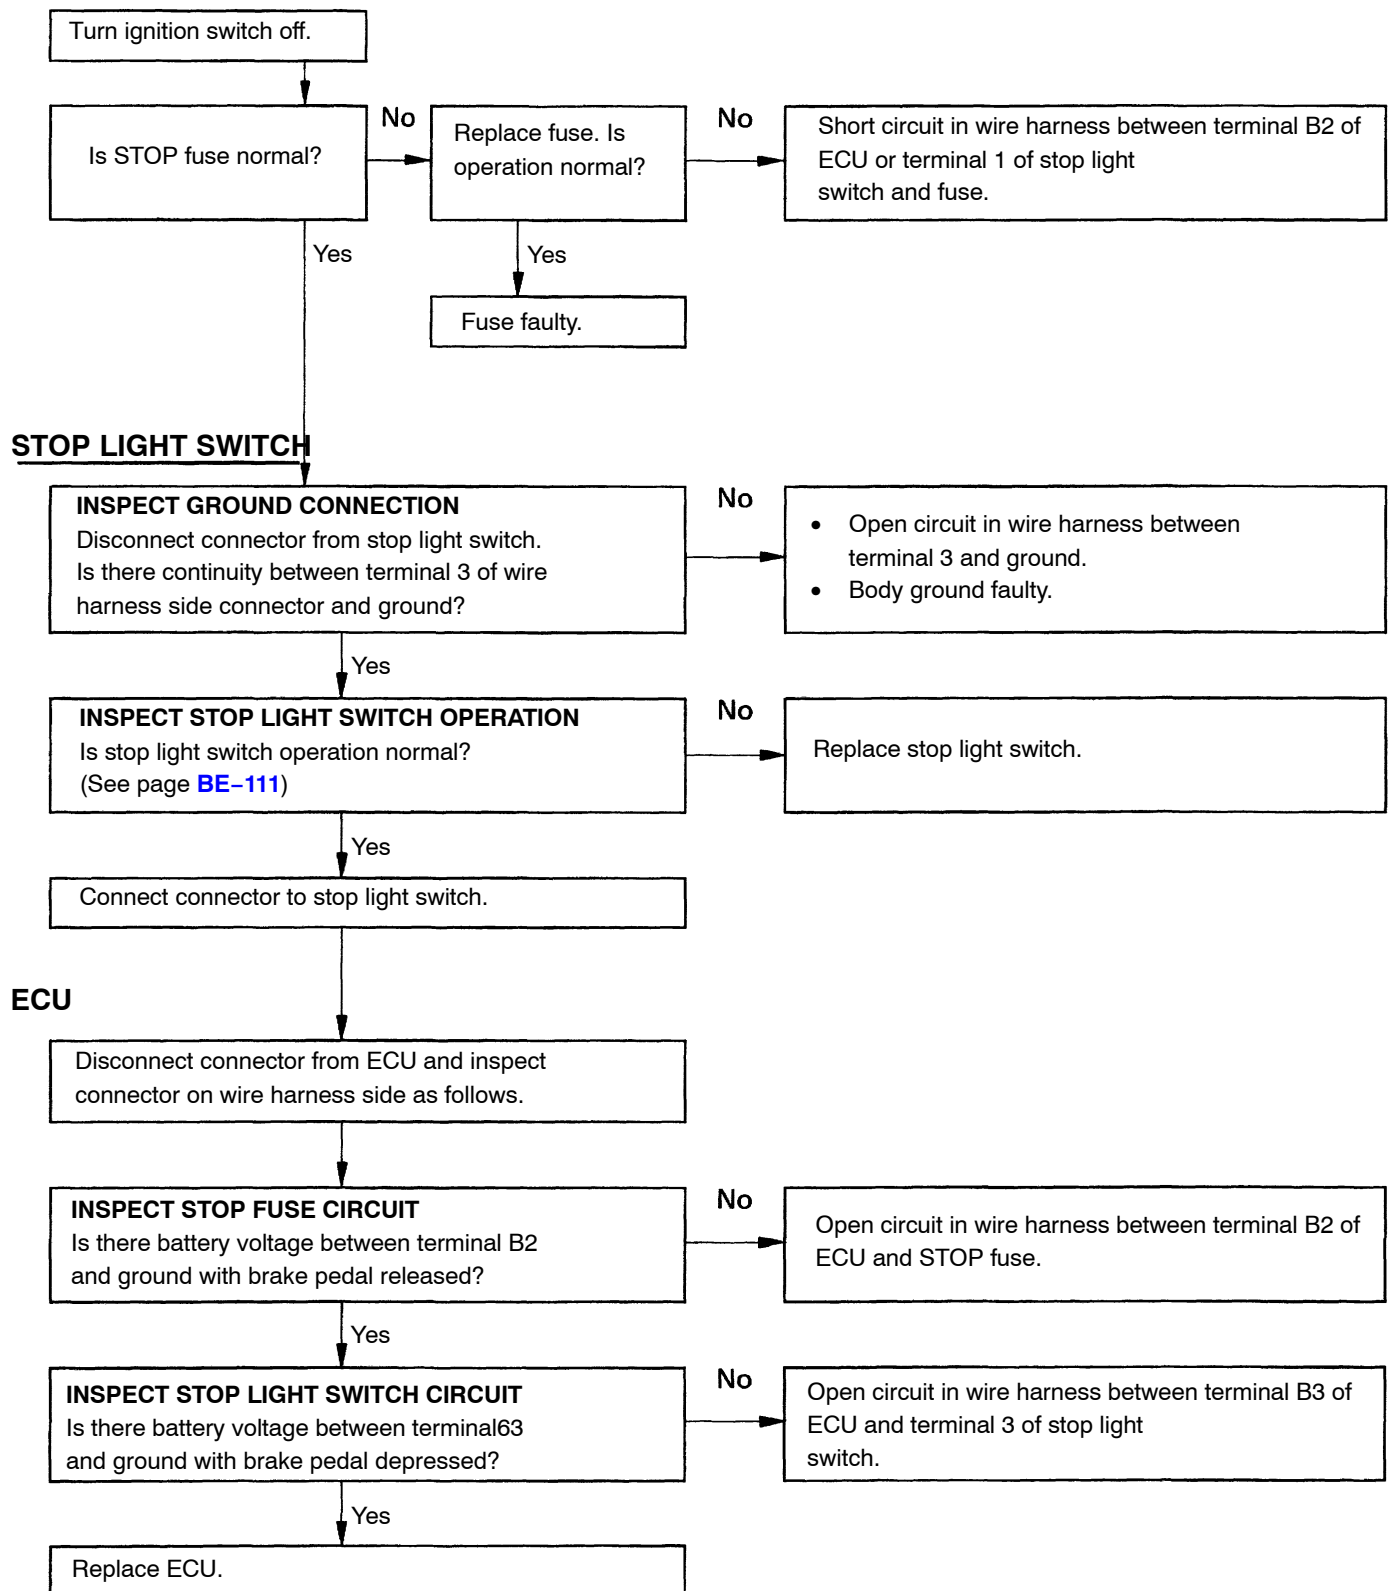 Turn ignition switch off.
Is STOP fuse normal?
No
Replace fuse. Is
operation normal?
No
Short circuit in wire harness between terminal B2 of
ECU or terminal 1 of stop light
switch and fuse.
Yes
Yes
Fuse faulty.
STOP LIGHT SWITCH
INSPECT GROUND CONNECTION
Disconnect connector from stop light switch.
Is there continuity between terminal 3 of wire
harness side connector and ground?
No
• Open circuit in wire harness between
terminal 3 and ground.
• Body ground faulty.
Yes
INSPECT STOP LIGHT SWITCH OPERATION
Is stop light switch operation normal?
(See page BE–111)
No
Replace stop light switch.
Yes
Connect connector to stop light switch.
ECU
Disconnect connector from ECU and inspect
connector on wire harness side as follows.
INSPECT STOP FUSE CIRCUIT
Is there battery voltage between terminal B2
and ground with brake pedal released?
No
Open circuit in wire harness between terminal B2 of
ECU and STOP fuse.
Yes
INSPECT STOP LIGHT SWITCH CIRCUIT
Is there battery voltage between terminal63
and ground with brake pedal depressed?
No
Open circuit in wire harness between terminal B3 of
ECU and terminal 3 of stop light
switch.
Yes
Replace ECU.